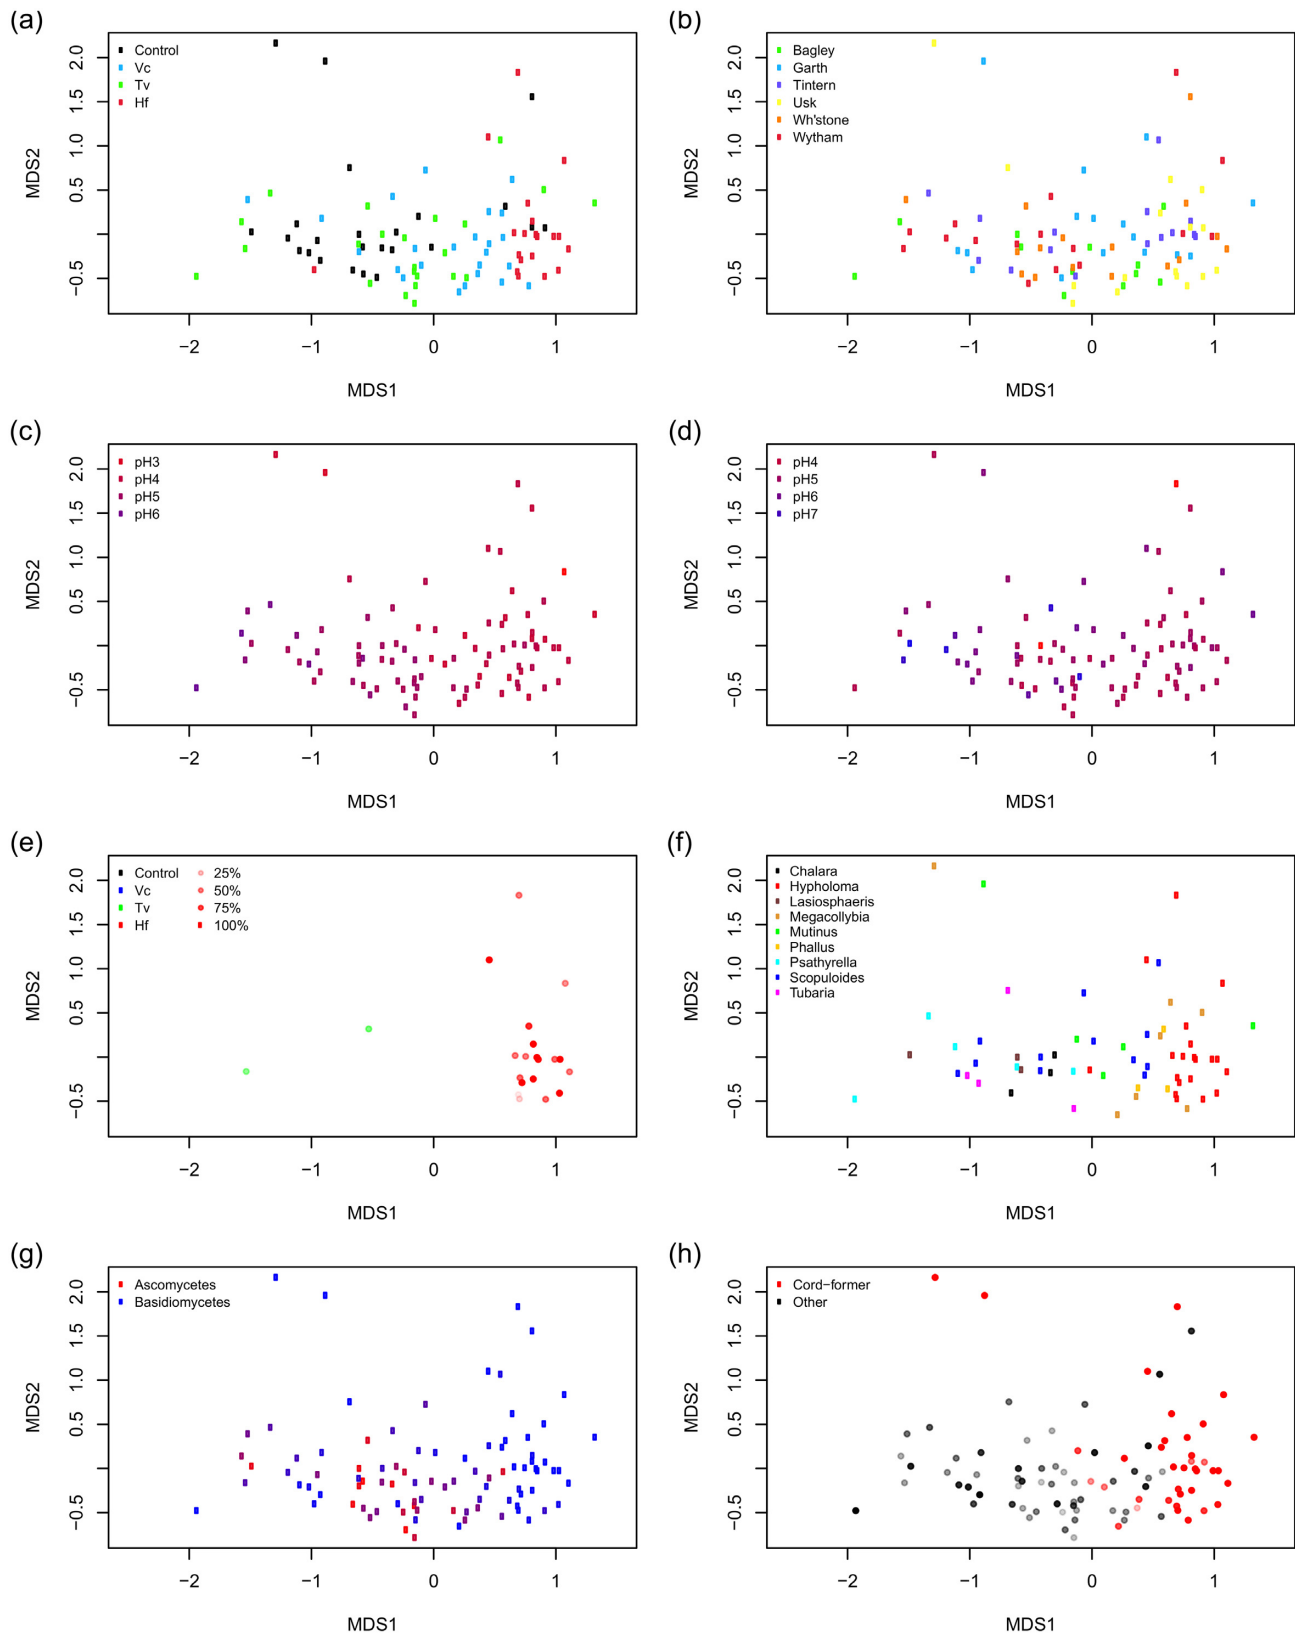 (a)
Control
Vc
Tv
Hf
MDS2
2.0
1.5
1.0
0.5
−0.5
−2 −1 0 1
MDS1
(b)
Bagley
Garth
Tintern
Usk
Wh'stone
Wytham
MDS2
2.0
1.5
1.0
0.5
−0.5
−2 −1 0 1
MDS1
(c)
pH3
pH4
pH5
pH6
MDS2
2.0
1.5
1.0
0.5
−0.5
−2 −1 0 1
MDS1
(d)
pH4
pH5
pH6
pH7
MDS2
2.0
1.5
1.0
0.5
−0.5
−2 −1 0 1
MDS1
(e)
Control 25%
Vc 50%
Tv 75%
Hf 100%
MDS2
2.0
1.5
1.0
0.5
−0.5
−2 −1 0 1
MDS1
(f)
Chalara
Hypholoma
Lasiosphaeris
Megacollybia
Mutinus
Phallus
Psathyrella
Scopuloides
Tubaria
MDS2
2.0
1.5
1.0
0.5
−0.5
−2 −1 0 1
MDS1
(g)
Ascomycetes
Basidiomycetes
MDS2
2.0
1.5
1.0
0.5
−0.5
−2 −1 0 1
MDS1
(h)
Cord−former
Other
MDS2
2.0
1.5
1.0
0.5
−0.5
−2 −1 0 1
MDS1